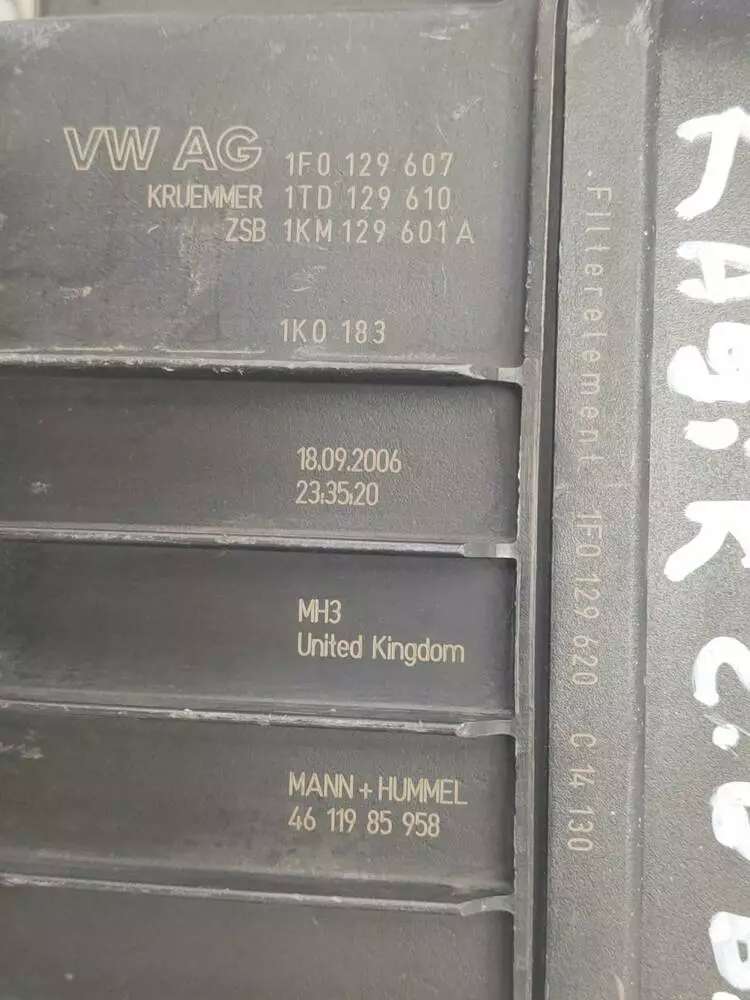 VW AG 1F0 129 607
KRUEMMER 1TD 129 610
ZSB 1KM 129 601 A
1K0 183
18.09.2006
23:35:20
MH3
United Kingdom
MANN + HUMMEL
46 119 85 958
Filterelement 1F0 129 620 C 14 130